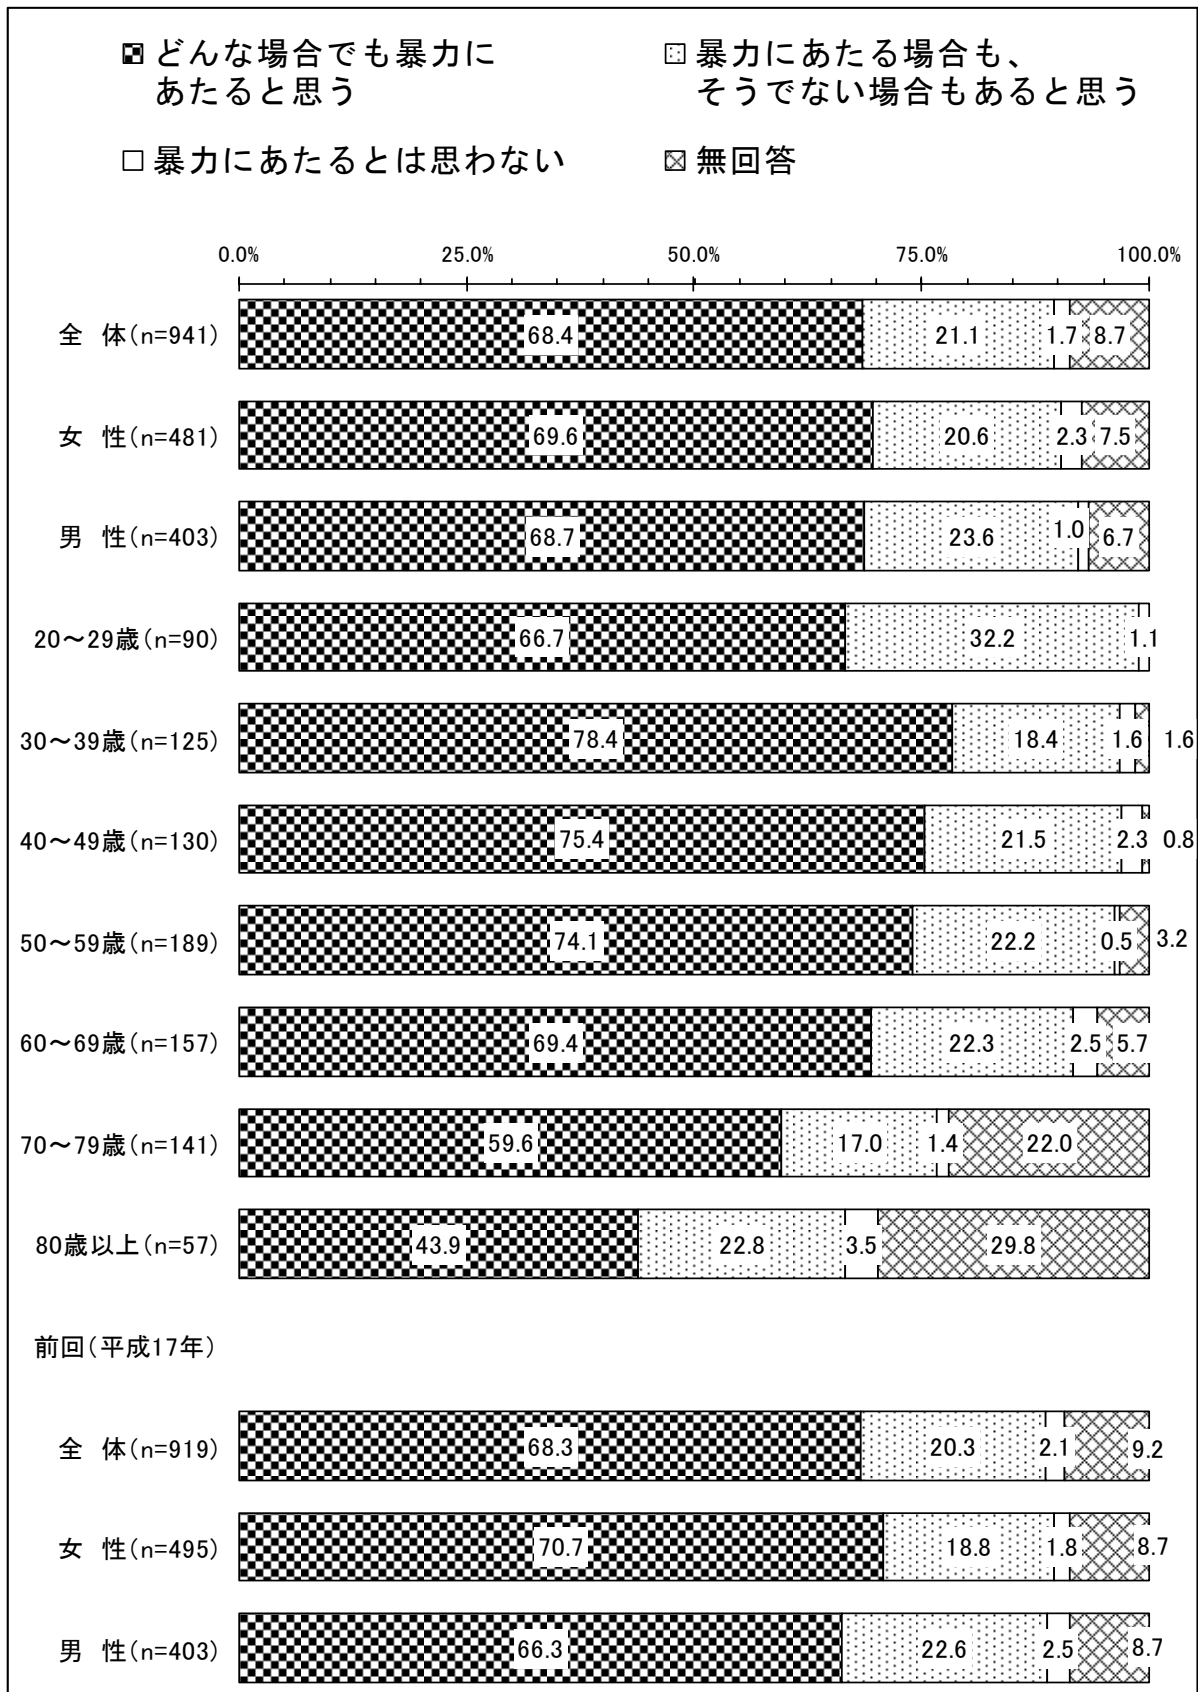 どんな場合でも暴力に
あたると思う
暴力にあたる場合も、
そうでない場合もあると思う
暴力にあたるとは思わない
無回答
0.0% 25.0% 50.0% 75.0% 100.0%
全 体(n=941) 68.4 21.1 1.7 8.7
女 性(n=481) 69.6 20.6 2.3 7.5
男 性(n=403) 68.7 23.6 1.0 6.7
20～29歳(n=90) 66.7 32.2 1.1
30～39歳(n=125) 78.4 18.4 1.6 1.6
40～49歳(n=130) 75.4 21.5 2.3 0.8
50～59歳(n=189) 74.1 22.2 0.5 3.2
60～69歳(n=157) 69.4 22.3 2.5 5.7
70～79歳(n=141) 59.6 17.0 1.4 22.0
80歳以上(n=57) 43.9 22.8 3.5 29.8
前回(平成17年)
全 体(n=919) 68.3 20.3 2.1 9.2
女 性(n=495) 70.7 18.8 1.8 8.7
男 性(n=403) 66.3 22.6 2.5 8.7